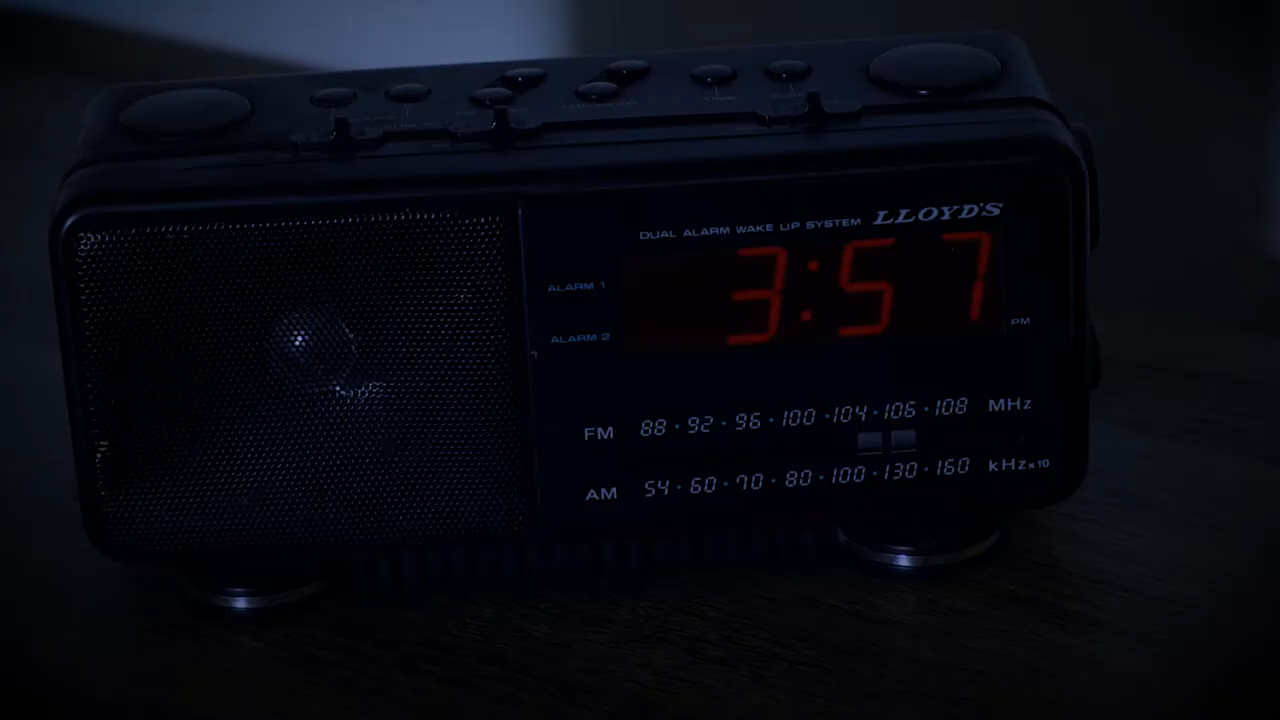 DUAL ALARM WAKE UP SYSTEM LLOYD'S
3:57
ALARM 1
ALARM 2
PM
FM 88 · 92 · 96 · 100 · 104 · 106 · 108 MHz
AM 54 · 60 · 70 · 80 · 100 · 130 · 160 kHz×10